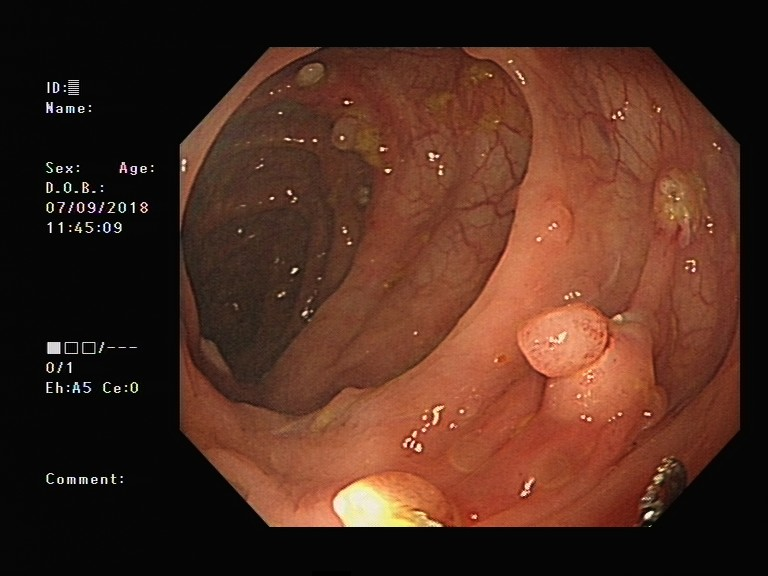 ID:
Name:
Sex: Age:
D.O.B.:
07/09/2018
11:45:09
■□□/---
0/1
Eh:A5 Ce:0
Comment: